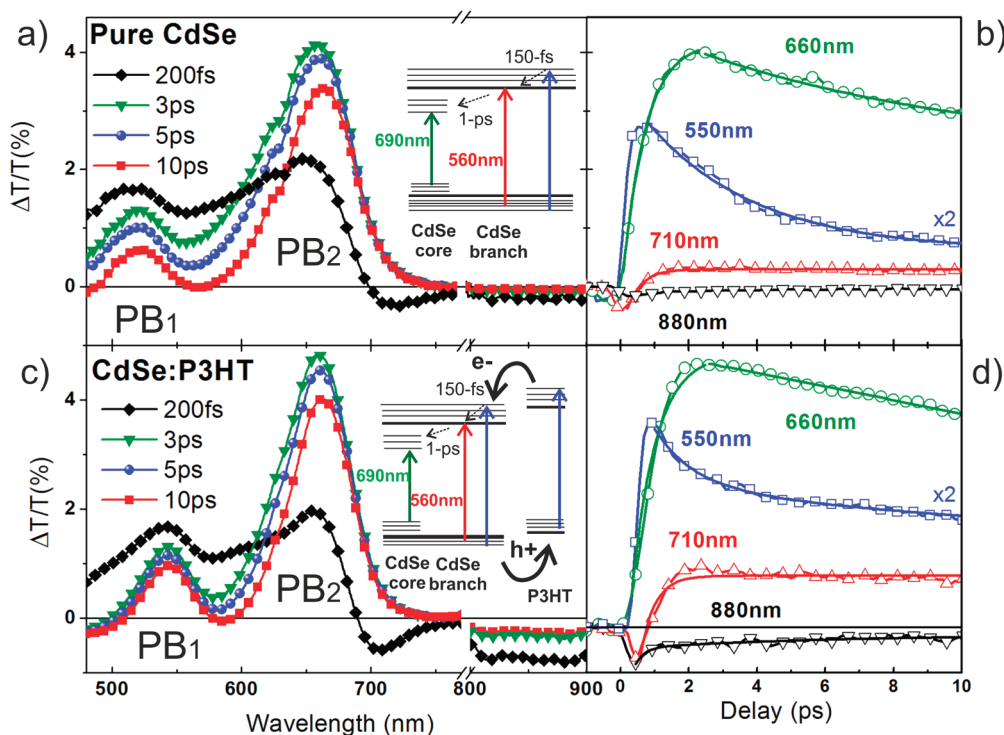 a)
Pure CdSe
200fs
3ps
5ps
10ps
ΔT/T(%)
4
2
0
PB1
PB2
150-fs
1-ps
690nm
560nm
CdSe CdSe
core branch
b)
660nm
550nm
x2
710nm
880nm
c)
CdSe:P3HT
200fs
3ps
5ps
10ps
ΔT/T(%)
4
2
0
PB1
PB2
e-
150-fs
1-ps
690nm
560nm
h+
CdSe CdSe
core branch
P3HT
500 600 700 800 900
Wavelength (nm)
d)
660nm
550nm
x2
710nm
880nm
0 2 4 6 8 10
Delay (ps)